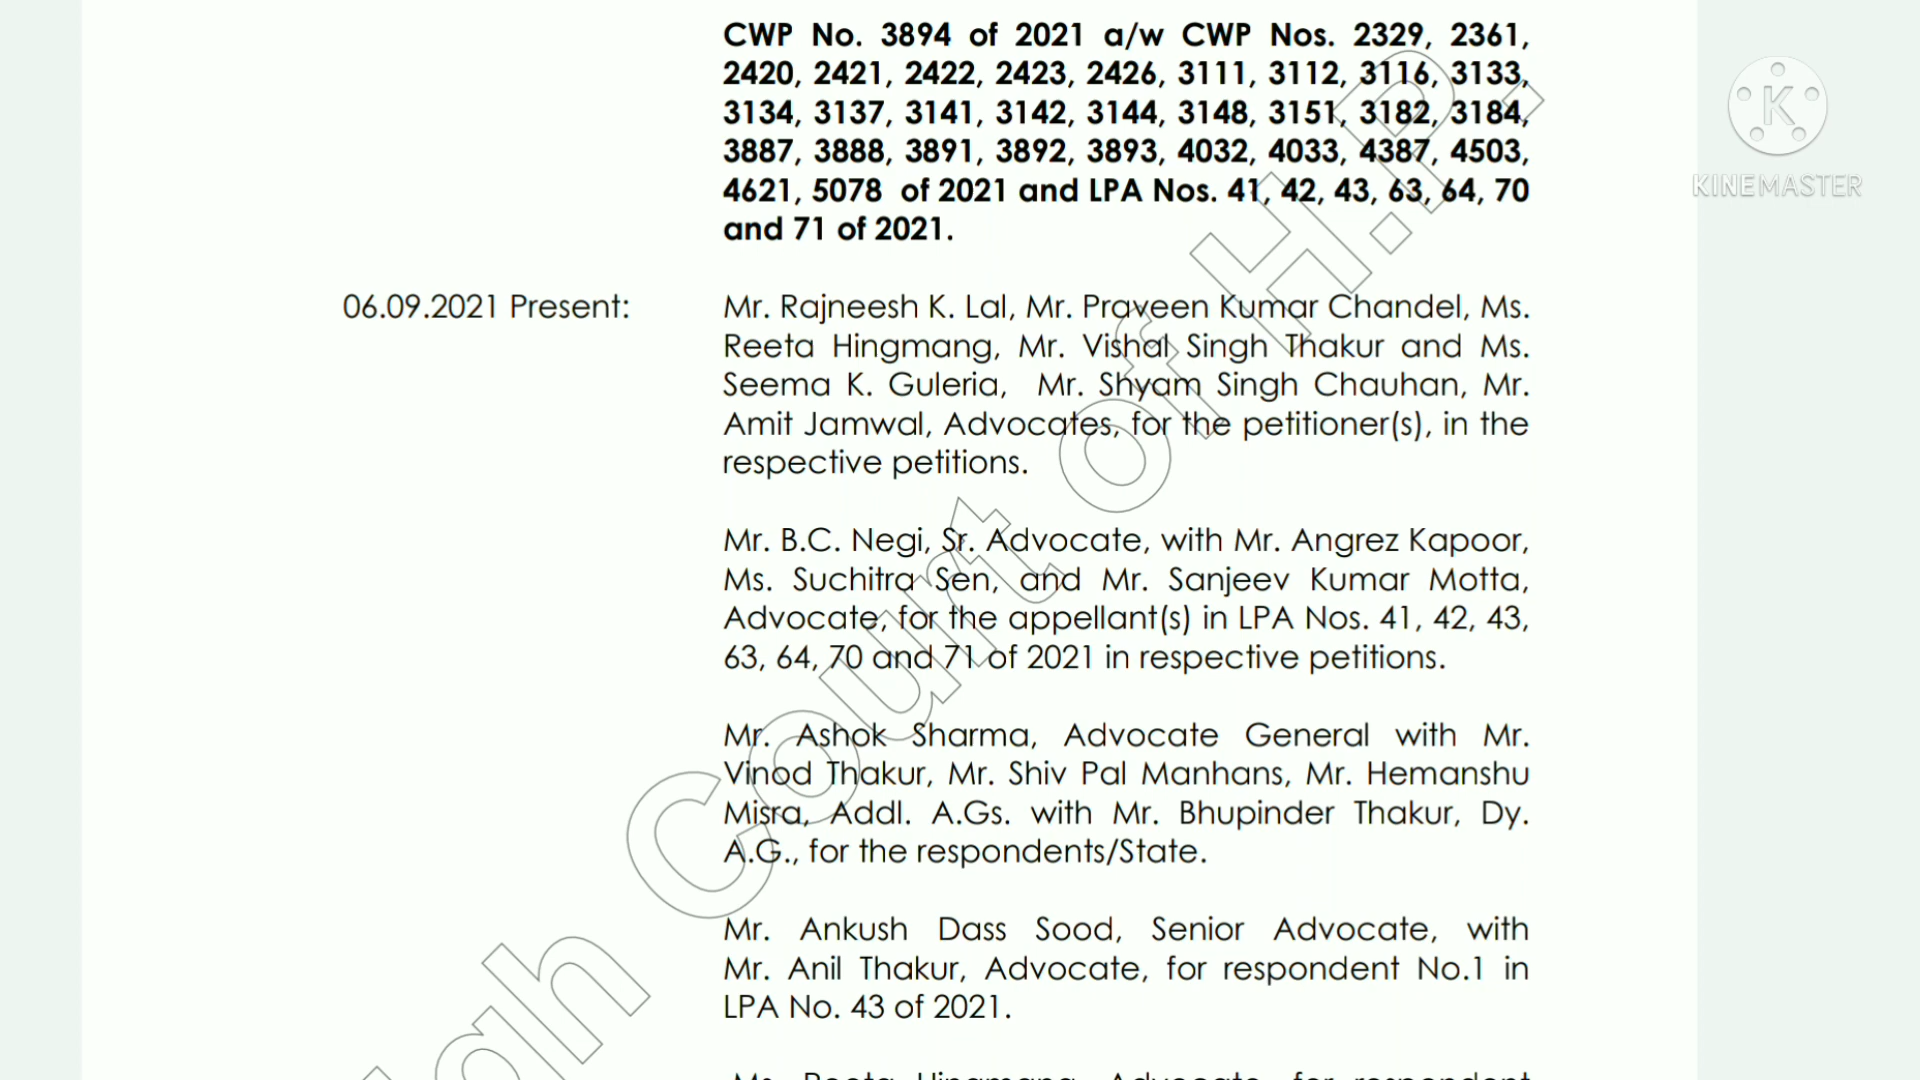 CWP No. 3894 of 2021 a/w CWP Nos. 2329, 2361,
2420, 2421, 2422, 2423, 2426, 3111, 3112, 3116, 3133,
3134, 3137, 3141, 3142, 3144, 3148, 3151, 3182, 3184,
3887, 3888, 3891, 3892, 3893, 4032, 4033, 4387, 4503,
4621, 5078 of 2021 and LPA Nos. 41, 42, 43, 63, 64, 70
and 71 of 2021.
06.09.2021 Present: Mr. Rajneesh K. Lal, Mr. Praveen Kumar Chandel, Ms.
Reeta Hingmang, Mr. Vishal Singh Thakur and Ms.
Seema K. Guleria, Mr. Shyam Singh Chauhan, Mr.
Amit Jamwal, Advocates, for the petitioner(s), in the
respective petitions.
Mr. B.C. Negi, Sr. Advocate, with Mr. Angrez Kapoor,
Ms. Suchitra Sen, and Mr. Sanjeev Kumar Motta,
Advocate, for the appellant(s) in LPA Nos. 41, 42, 43,
63, 64, 70 and 71 of 2021 in respective petitions.
Mr. Ashok Sharma, Advocate General with Mr.
Vinod Thakur, Mr. Shiv Pal Manhans, Mr. Hemanshu
Misra, Addl. A.Gs. with Mr. Bhupinder Thakur, Dy.
A.G., for the respondents/State.
Mr. Ankush Dass Sood, Senior Advocate, with
Mr. Anil Thakur, Advocate, for respondent No.1 in
LPA No. 43 of 2021.
Ms. Reeta Hingmang, Advocate, for respondent
Court of H.P.
K
KINEMASTER